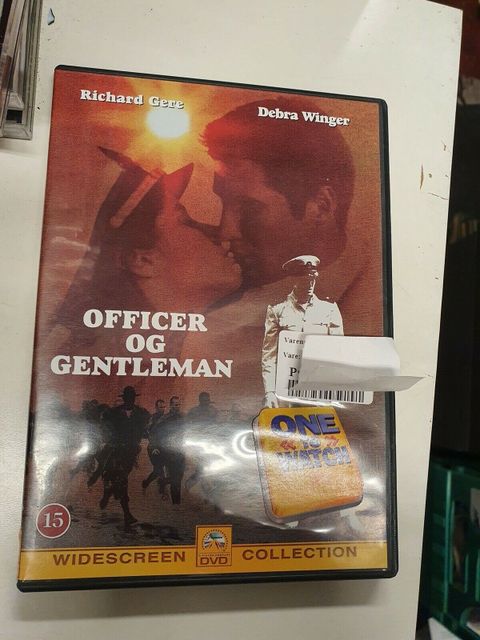 Richard Gere
Debra Winger
OFFICER
OG
GENTLEMAN
ONE
TO
WATCH
15
WIDESCREEN
DVD
COLLECTION